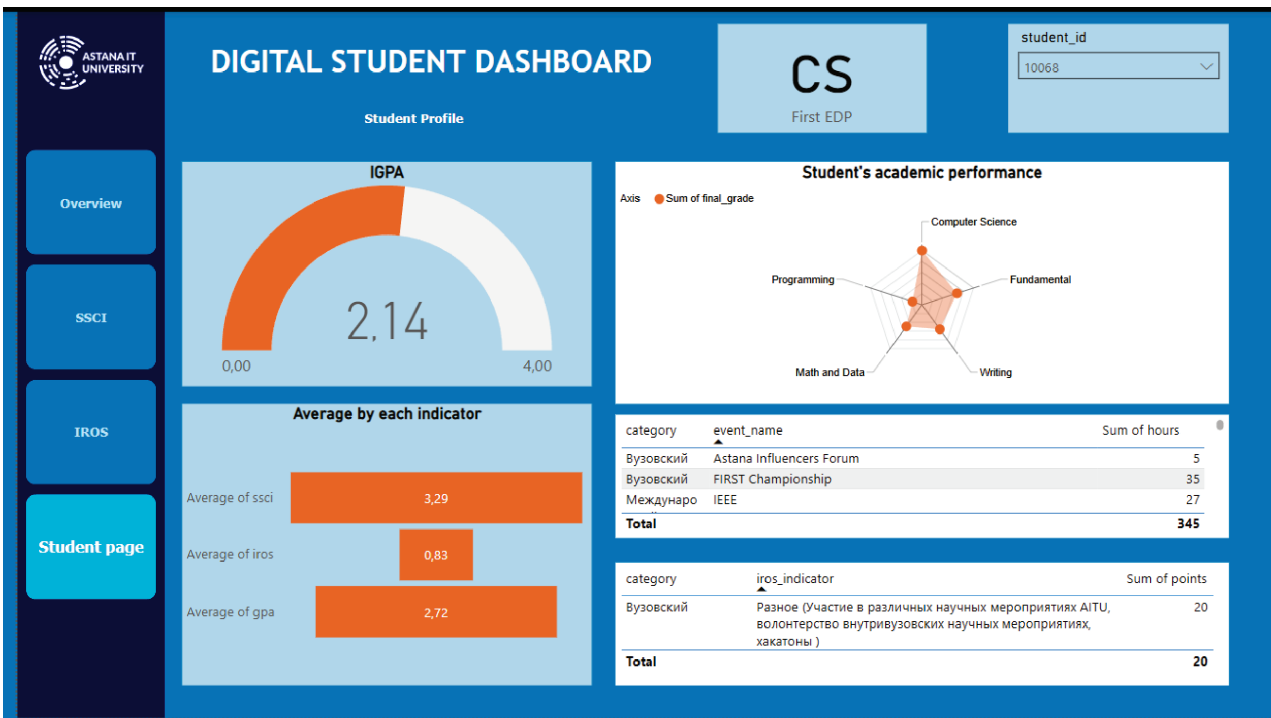 ASTANA IT
UNIVERSITY
DIGITAL STUDENT DASHBOARD
Student Profile
CS
First EDP
student_id
10068
Overview
SSCI
IROS
Student page
IGPA
2,14
0,00
4,00
Student's academic performance
Axis Sum of final_grade
Computer Science
Programming
Fundamental
Math and Data
Writing
Average by each indicator
Average of ssci 3,29
Average of iros 0,83
Average of gpa 2,72
category event_name Sum of hours
Вузовский Astana Influencers Forum 5
Вузовский FIRST Championship 35
Междунаро IEEE 27
Total 345
category iros_indicator Sum of points
Вузовский Разное (Участие в различных научных мероприятиях AITU, 20
волонтерство внутривузовских научных мероприятиях,
хакатоны )
Total 20